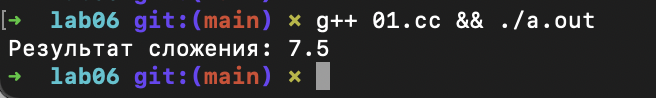 [➜ lab06 git:(main) × g++ 01.cc && ./a.out
Результат сложения: 7.5
➜ lab06 git:(main) ×